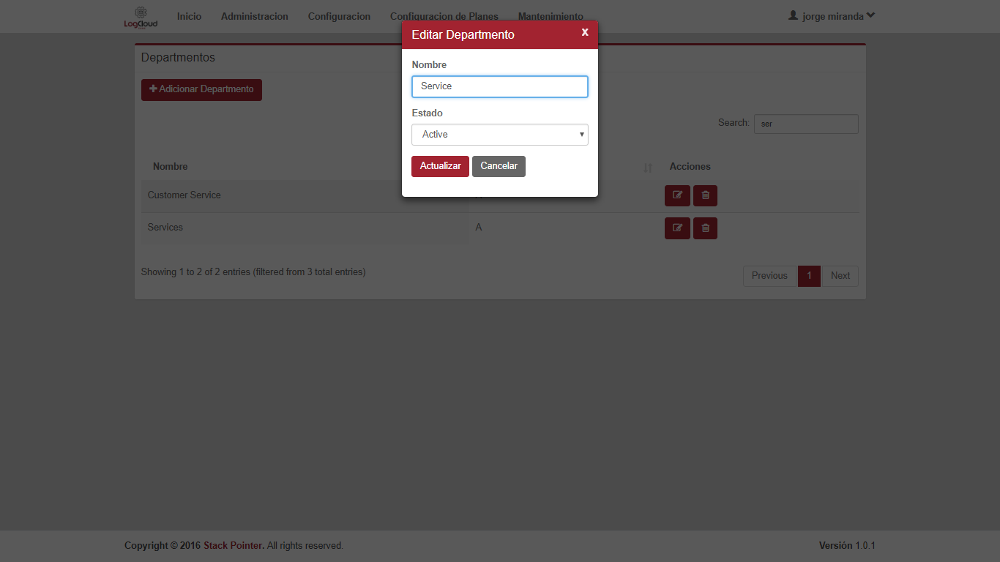 LogCloud Inicio Administracion Configuracion Configuracion de Planes Mantenimiento jorge miranda
Editar Departmento x
Departmentos
Nombre
Adicionar Departmento
Service
Estado
Search: ser
Active
Actualizar Cancelar
Nombre Acciones
Customer Service
Services A
Showing 1 to 2 of 2 entries (filtered from 3 total entries) Previous 1 Next
Copyright © 2016 Stack Pointer. All rights reserved. Versión 1.0.1